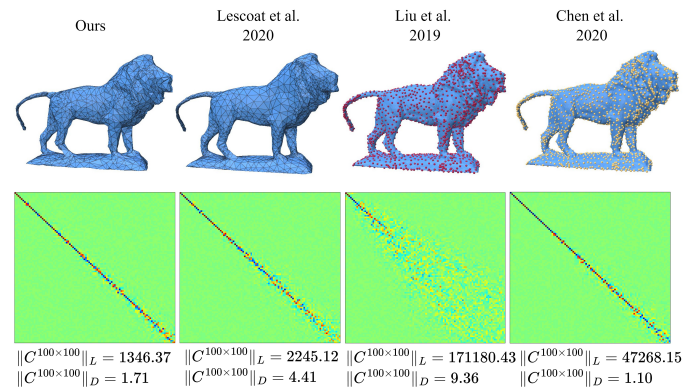 Ours
Lescoat et al.
2020
Liu et al.
2019
Chen et al.
2020
‖C^{100×100}‖_L = 1346.37
‖C^{100×100}‖_D = 1.71
‖C^{100×100}‖_L = 2245.12
‖C^{100×100}‖_D = 4.41
‖C^{100×100}‖_L = 171180.43
‖C^{100×100}‖_D = 9.36
‖C^{100×100}‖_L = 47268.15
‖C^{100×100}‖_D = 1.10